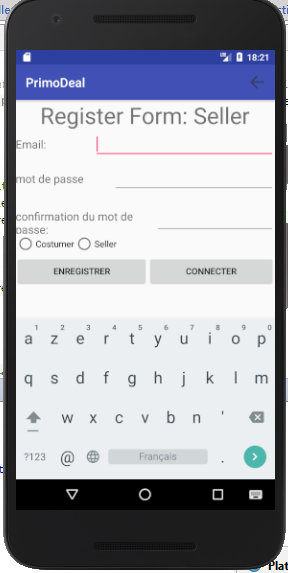 18:21
PrimoDeal
Register Form: Seller
Email:
mot de passe
confirmation du mot de
passe:
Costumer Seller
ENREGISTRER CONNECTER
1 2 3 4 5 6 7 8 9 0
a z e r t y u i o p
q s d f g h j k l m
w x c v b n '
?123 @ Français .
Plat